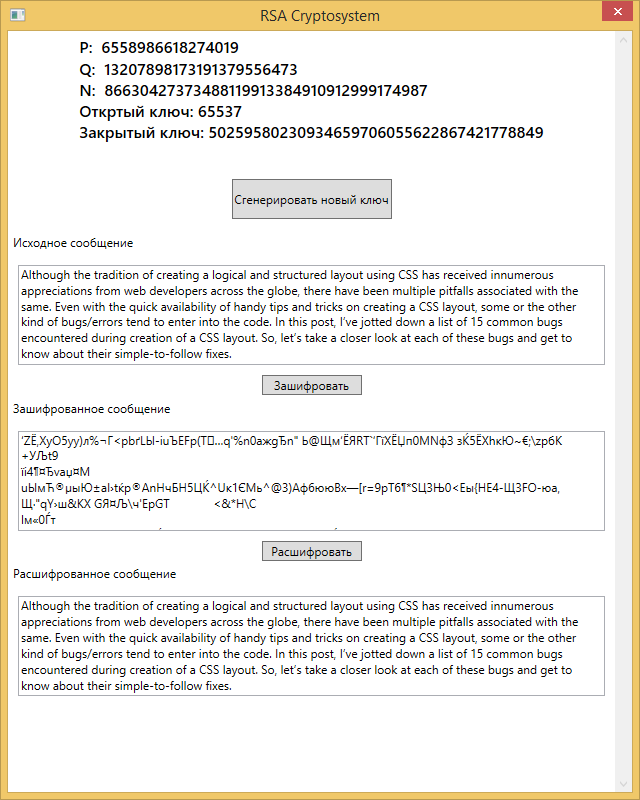 RSA Cryptosystem
P: 6558986618274019
Q: 13207898173191379556473
N: 86630427373488119913384910912999174987
Откртый ключ: 65537
Закрытый ключ: 50259580230934659706055622867421778849
Сгенерировать новый ключ
Исходное сообщение
Although the tradition of creating a logical and structured layout using CSS has received innumerous
appreciations from web developers across the globe, there have been multiple pitfalls associated with the
same. Even with the quick availability of handy tips and tricks on creating a CSS layout, some or the other
kind of bugs/errors tend to enter into the code. In this post, I’ve jotted down a list of 15 common bugs
encountered during creation of a CSS layout. So, let’s take a closer look at each of these bugs and get to
know about their simple-to-follow fixes.
Зашифровать
Зашифрованное сообщение
+УЉt9
їі4¶¤Ђvaџ¤M
Щ·"qY›ш&KX GЯ¤Љ\ч'EpGT <&*H\C
Iм«0Ѓт
Расшифровать
Расшифрованное сообщение
Although the tradition of creating a logical and structured layout using CSS has received innumerous
appreciations from web developers across the globe, there have been multiple pitfalls associated with the
same. Even with the quick availability of handy tips and tricks on creating a CSS layout, some or the other
kind of bugs/errors tend to enter into the code. In this post, I’ve jotted down a list of 15 common bugs
encountered during creation of a CSS layout. So, let’s take a closer look at each of these bugs and get to
know about their simple-to-follow fixes.